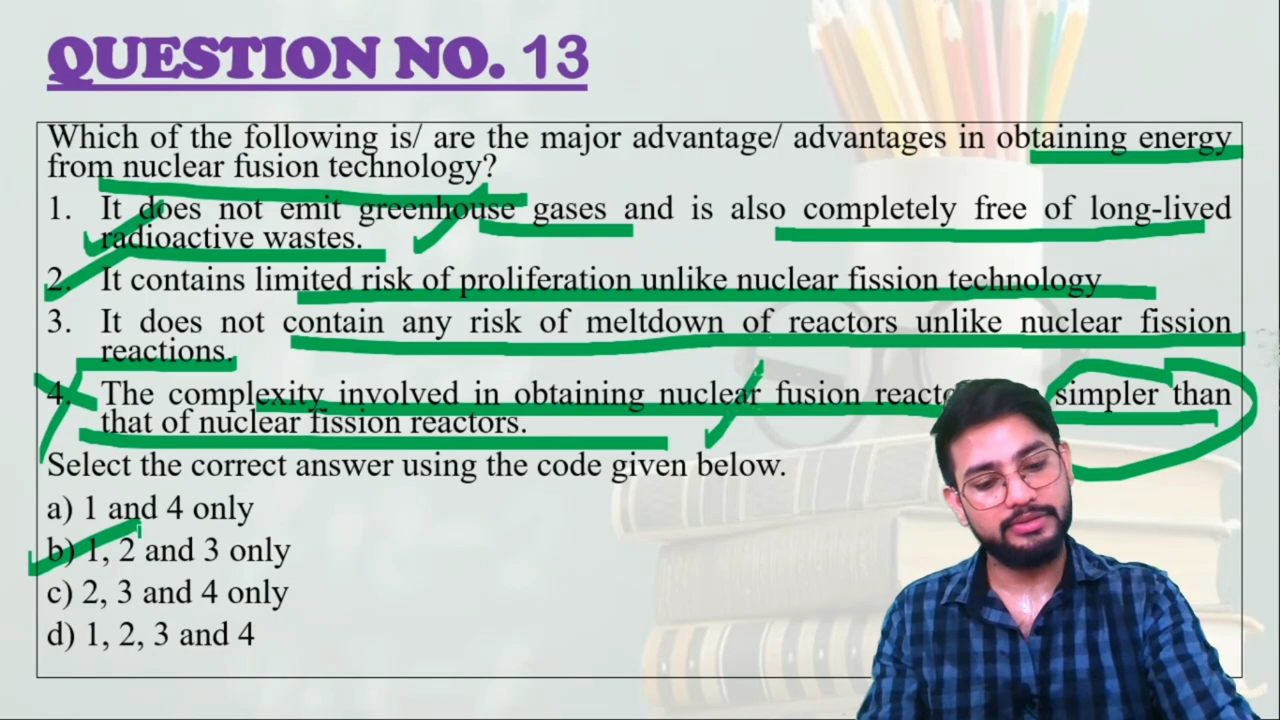 QUESTION NO. 13
Which of the following is/ are the major advantage/ advantages in obtaining energy
from nuclear fusion technology?
1. It does not emit greenhouse gases and is also completely free of long-lived
radioactive wastes.
2. It contains limited risk of proliferation unlike nuclear fission technology
3. It does not contain any risk of meltdown of reactors unlike nuclear fission
reactions.
4. The complexity involved in obtaining nuclear fusion simpler than
that of nuclear fission reactors.
Select the correct answer using the code given below.
a) 1 and 4 only
b) 1, 2 and 3 only
c) 2, 3 and 4 only
d) 1, 2, 3 and 4